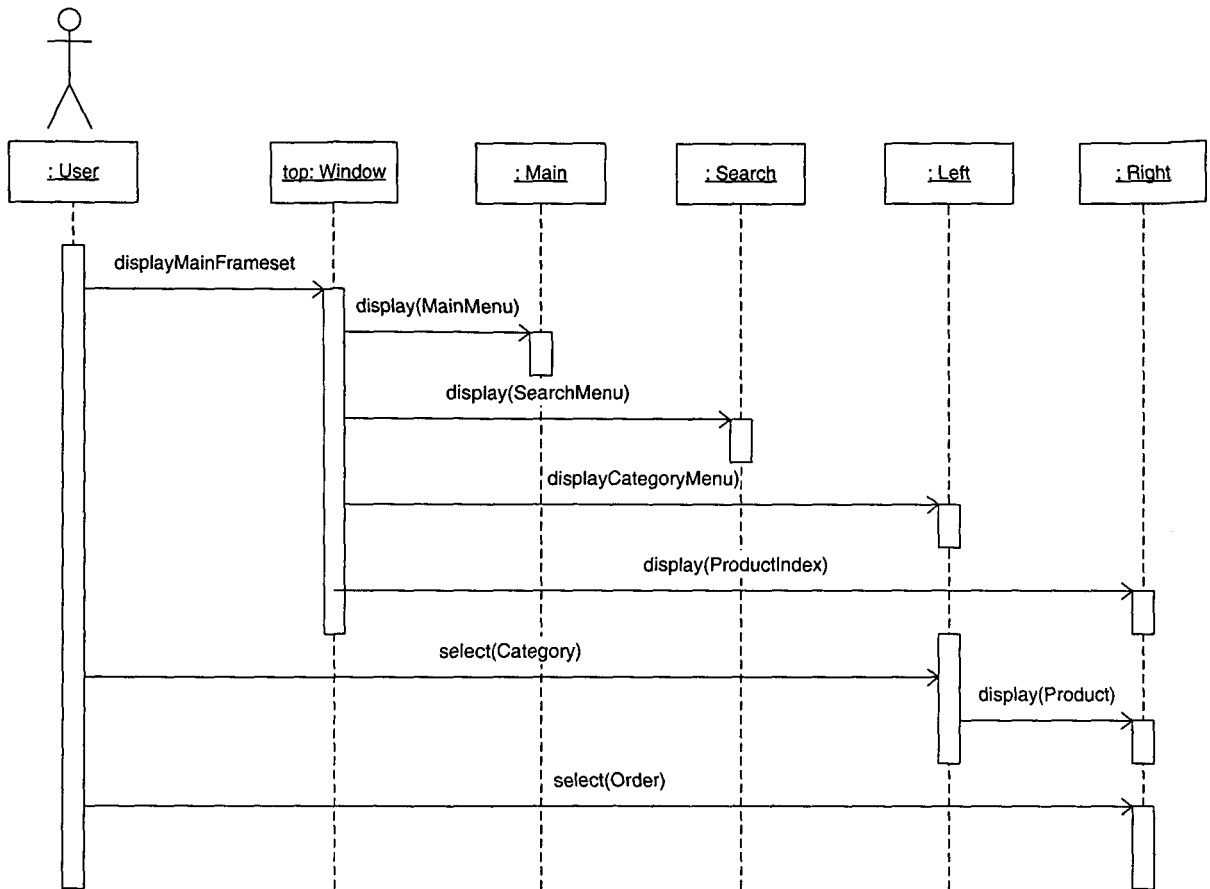 : User
top: Window
: Main
: Search
: Left
: Right
displayMainFrameset
display(MainMenu)
display(SearchMenu)
displayCategoryMenu)
display(ProductIndex)
select(Category)
display(Product)
select(Order)